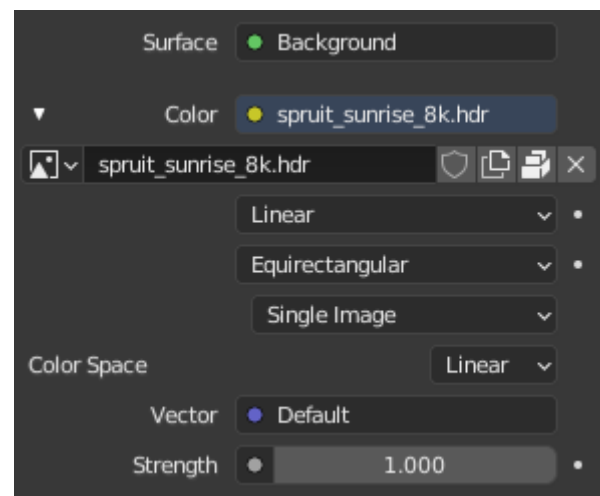 Surface Background
Color spruit_sunrise_8k.hdr
spruit_sunrise_8k.hdr
Linear
Equirectangular
Single Image
Color Space Linear
Vector Default
Strength 1.000